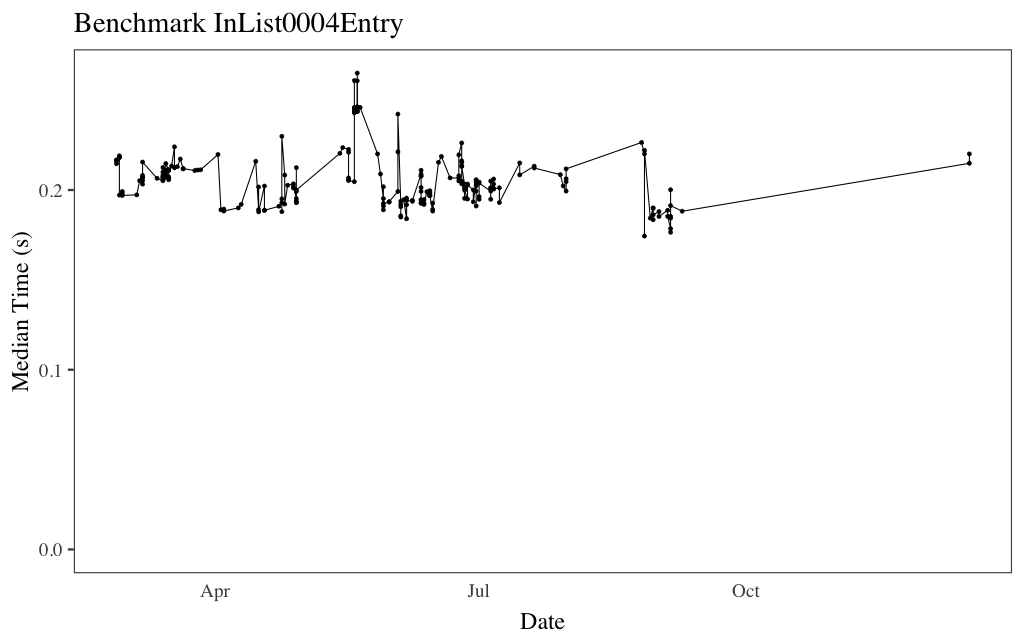 Benchmark InList0004Entry
Median Time (s)
0.2
0.1
0.0
Apr
Jul
Oct
Date